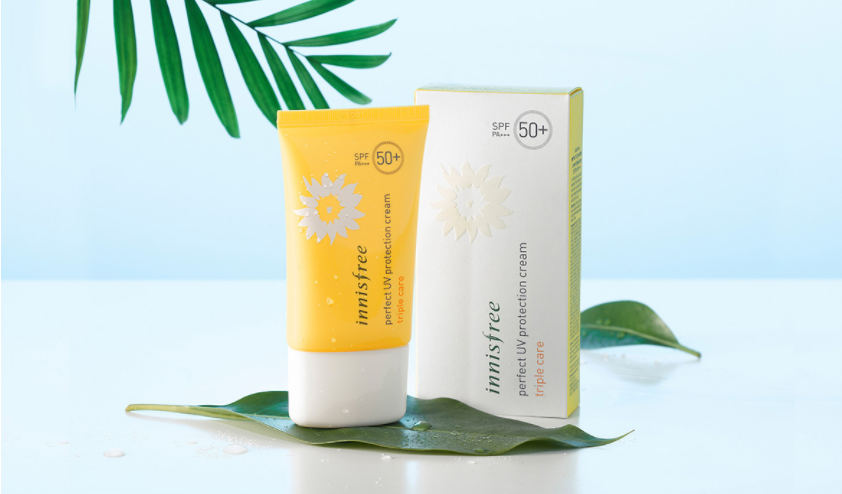 SPF 50+
PA+++
innisfree
perfect UV protection cream
triple care
SPF 50+
PA+++
innisfree
perfect UV protection cream
triple care